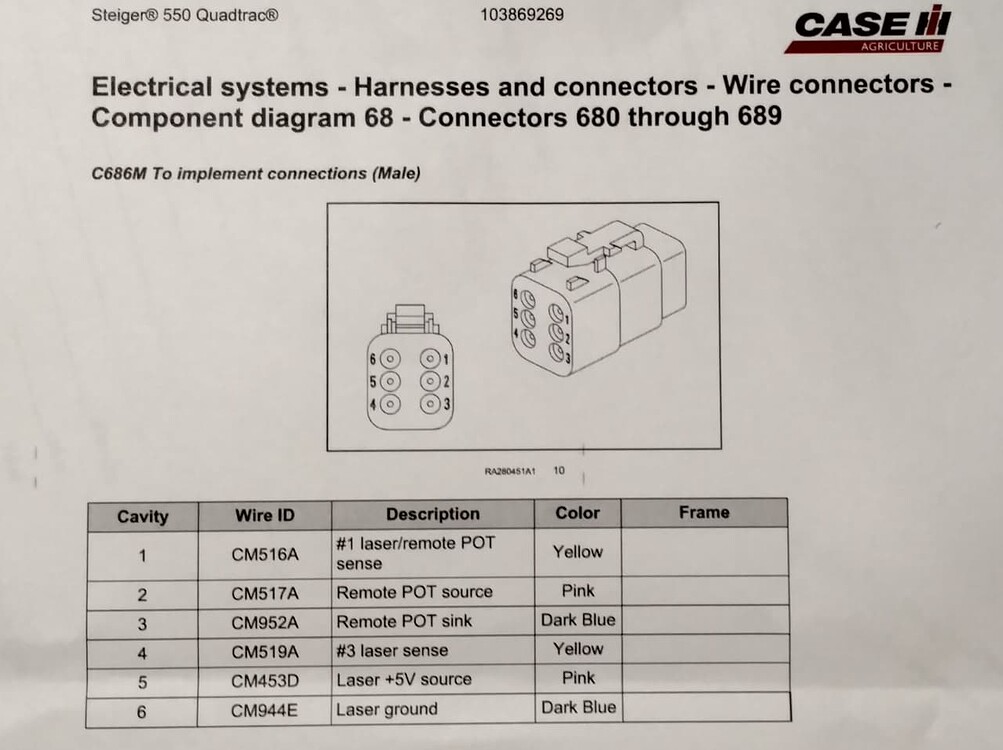 Steiger® 550 Quadtrac® 103869269
CASE IH
AGRICULTURE
Electrical systems - Harnesses and connectors - Wire connectors -
Component diagram 68 - Connectors 680 through 689
C686M To implement connections (Male)
6 1
5 2
4 3
6
5 1
4 2
3
RA280451A1 10
Cavity Wire ID Description Color Frame
1 CM516A #1 laser/remote POT sense Yellow
2 CM517A Remote POT source Pink
3 CM952A Remote POT sink Dark Blue
4 CM519A #3 laser sense Yellow
5 CM453D Laser +5V source Pink
6 CM944E Laser ground Dark Blue